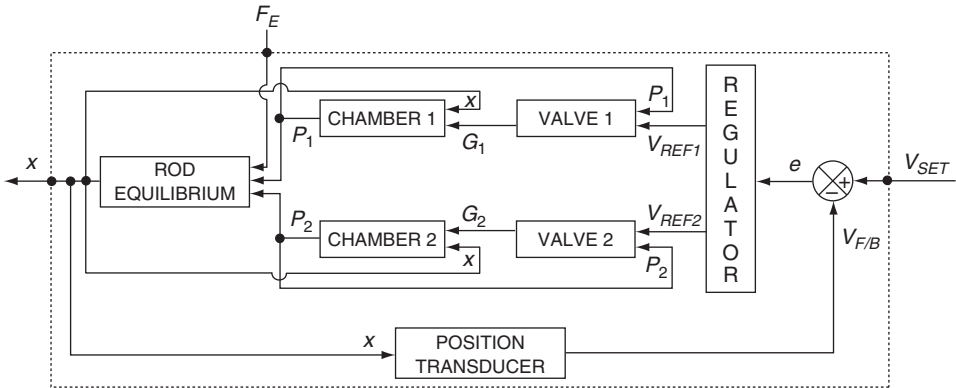 F_E
x
P_1
R
E
G
U
L
A
T
O
R
CHAMBER 1
VALVE 1
P_1
G_1
V_REF1
x
ROD
EQUILIBRIUM
e
+
−
V_SET
P_2
G_2
V_REF2
CHAMBER 2
VALVE 2
V_F/B
x
P_2
x
POSITION
TRANSDUCER